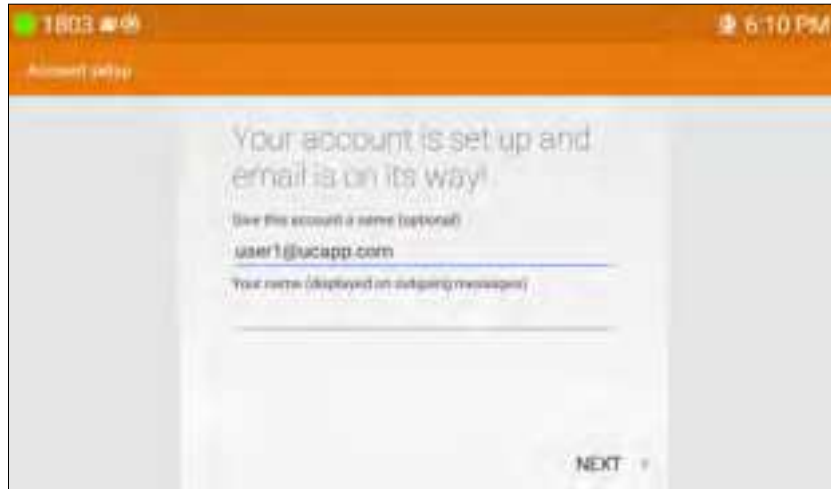 1803
6:10 PM
Account setup
Your account is set up and
email is on its way!
Give this account a name (optional)
user1@ucapp.com
Your name (displayed on outgoing messages)
NEXT